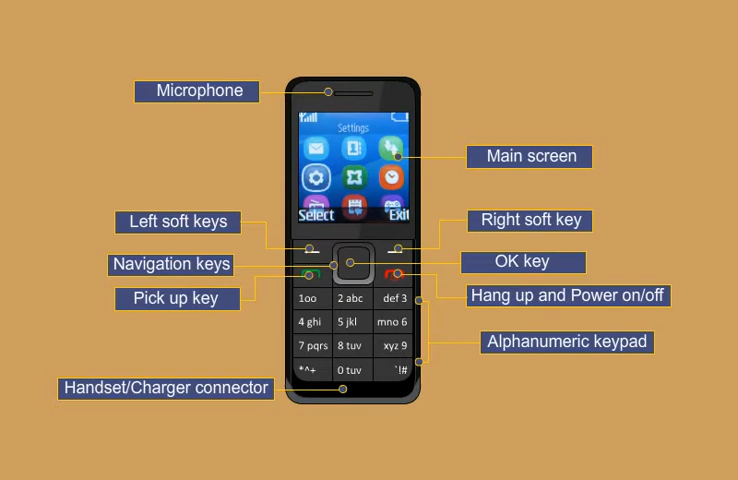 Microphone
Settings
Main screen
Select
Exit
Left soft keys
Right soft key
Navigation keys
OK key
Pick up key
Hang up and Power on/off
1oo
2 abc
def 3
4 ghi
5 jkl
mno 6
7 pqrs
8 tuv
xyz 9
Alphanumeric keypad
*^+
0 tuv
`!#
Handset/Charger connector